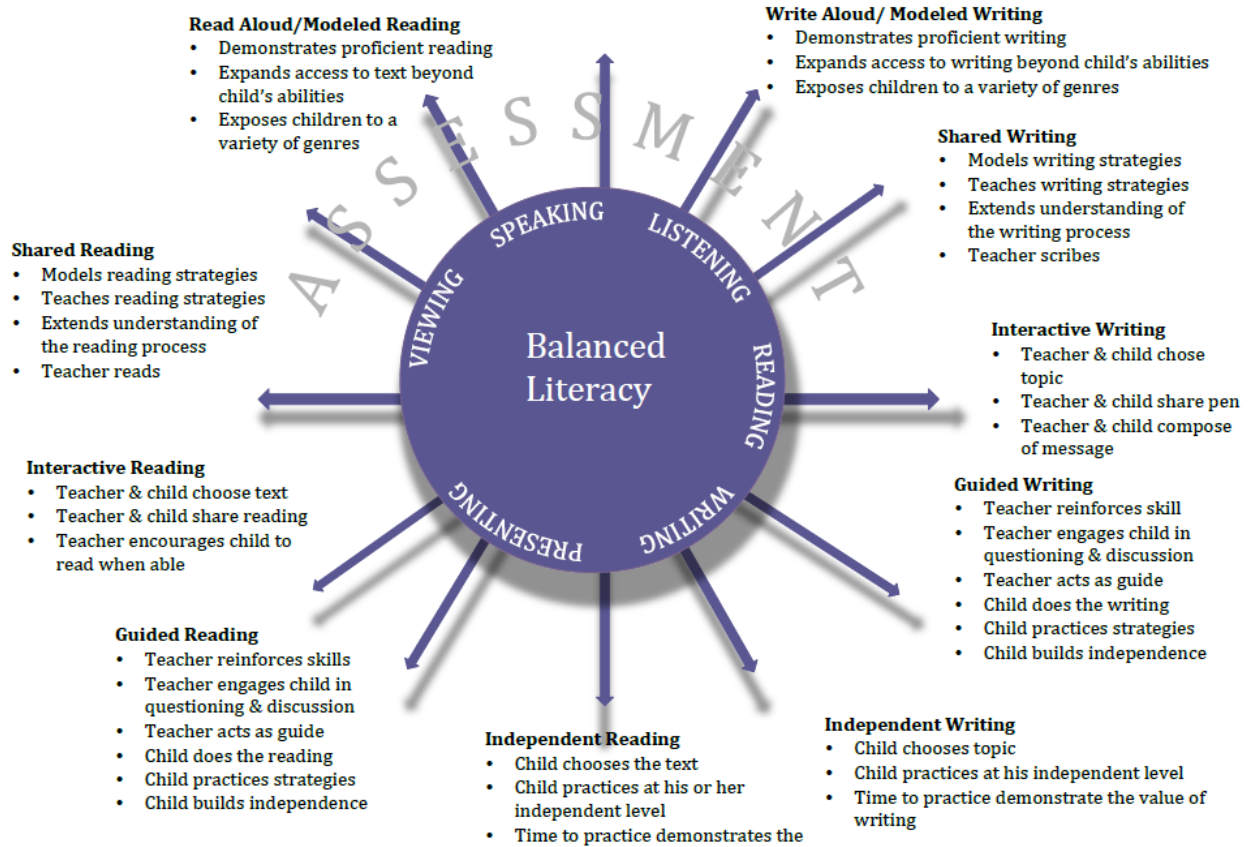 Read Aloud/Modeled Reading
• Demonstrates proficient reading
• Expands access to text beyond
child's abilities
• Exposes children to a
variety of genres
Write Aloud/ Modeled Writing
• Demonstrates proficient writing
• Expands access to writing beyond child's abilities
• Exposes children to a variety of genres
ASSESSMENT
Shared Writing
• Models writing strategies
• Teaches writing strategies
• Extends understanding of
the writing process
• Teacher scribes
Shared Reading
• Models reading strategies
• Teaches reading strategies
• Extends understanding of
the reading process
• Teacher reads
VIEWING
SPEAKING
LISTENING
READING
WRITING
PRESENTING
Balanced
Literacy
Interactive Writing
• Teacher & child chose
topic
• Teacher & child share pen
• Teacher & child compose
of message
Interactive Reading
• Teacher & child choose text
• Teacher & child share reading
• Teacher encourages child to
read when able
Guided Writing
• Teacher reinforces skill
• Teacher engages child in
questioning & discussion
• Teacher acts as guide
• Child does the writing
• Child practices strategies
• Child builds independence
Guided Reading
• Teacher reinforces skills
• Teacher engages child in
questioning & discussion
• Teacher acts as guide
• Child does the reading
• Child practices strategies
• Child builds independence
Independent Reading
• Child chooses the text
• Child practices at his or her
independent level
• Time to practice demonstrates the
Independent Writing
• Child chooses topic
• Child practices at his independent level
• Time to practice demonstrate the value of
writing